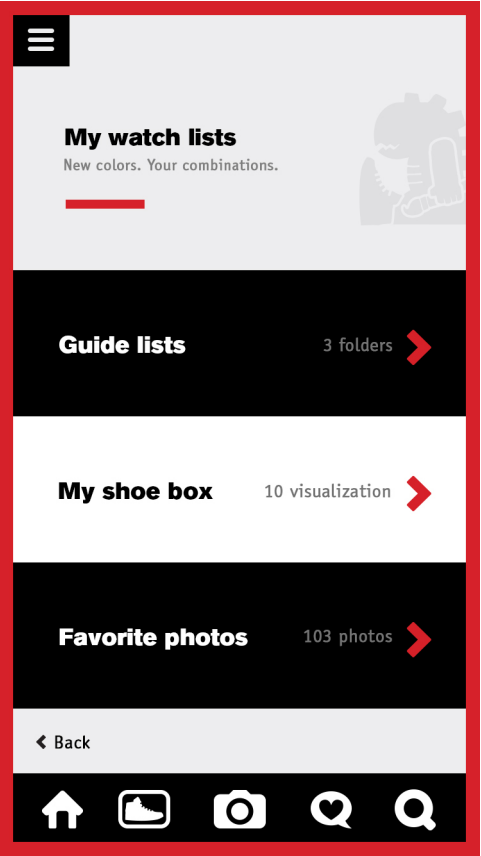 My watch lists
New colors. Your combinations.
Guide lists 3 folders
My shoe box 10 visualization
Favorite photos 103 photos
Back